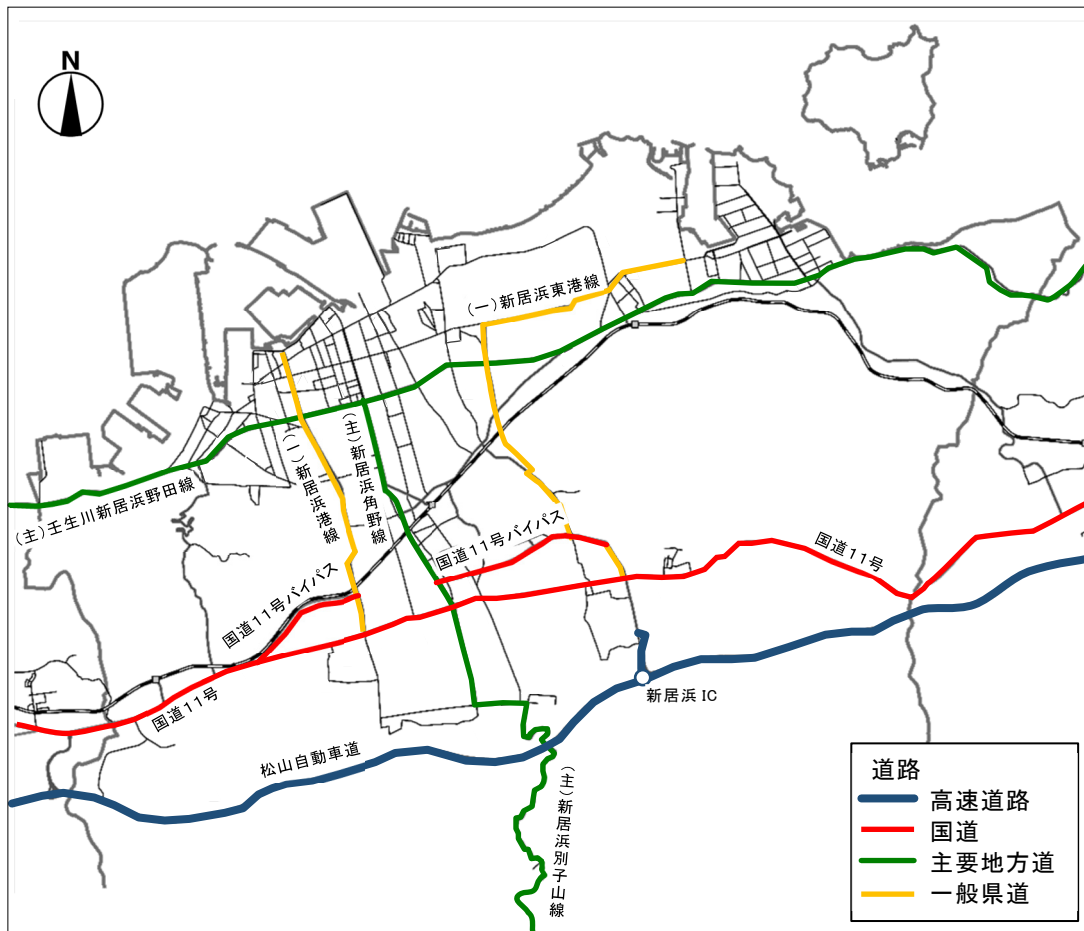 N
(一)新居浜東港線
(主)壬生川新居浜野田線
(一)新居浜港線
(主)新居浜角野線
国道11号バイパス
国道11号バイパス
国道11号
国道11号
新居浜IC
松山自動車道
(主)新居浜別子山線
道路
高速道路
国道
主要地方道
一般県道